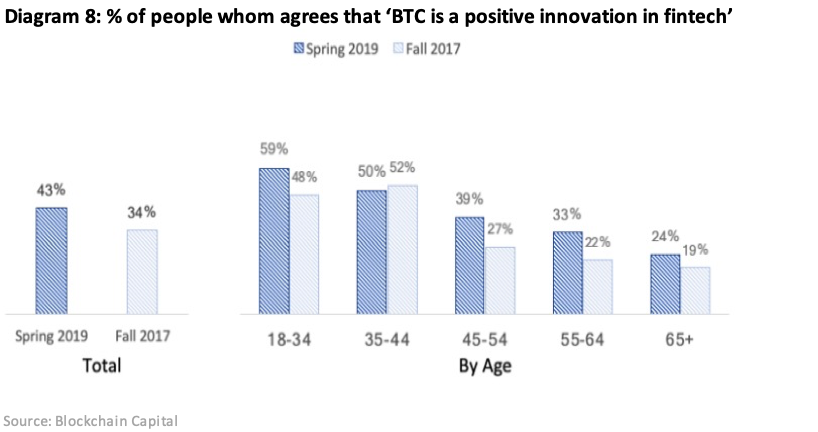 Diagram 8: % of people whom agrees that ‘BTC is a positive innovation in fintech’
Spring 2019 Fall 2017
59%
48%
50% 52%
43%
39%
34%
33%
27%
22%
24%
19%
Spring 2019 Fall 2017
18-34 35-44 45-54 55-64 65+
Total
By Age
Source: Blockchain Capital